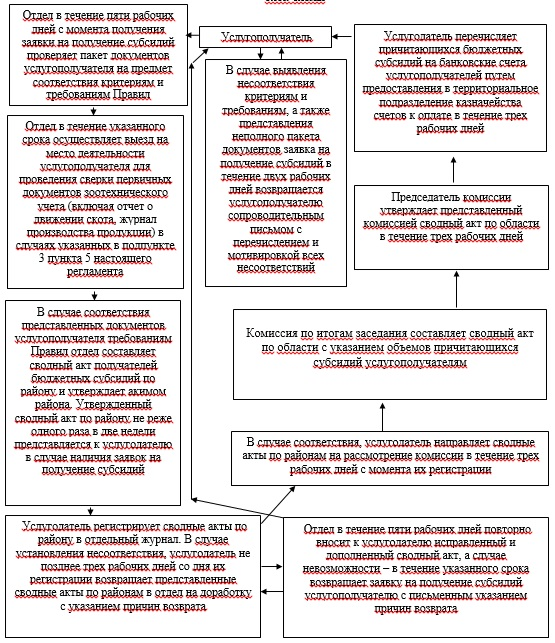 Отдел в течение пяти рабочих
дней с момента получения
заявки на получение субсидий
проверяет пакет документов
услугополучателя на предмет
соответствия критериям и
требованиям Правил
Услугополучатель
Услугодатель перечисляет
причитающихся бюджетных
субсидий на банковские счета
услугополучателей путем
предоставления в территориальное
подразделение казначейства
счетов к оплате в течение трех
рабочих дней
В случае выявления
несоответствия
критериям и
требованиям, а также
представления
неполного пакета
документов заявка на
получение субсидий в
течение двух рабочих
дней возвращается
услугополучателю
сопроводительным
письмом с
перечислением и
мотивировкой всех
несоответствий
Отдел в течение указанного
срока осуществляет выезд на
место деятельности
услугополучателя для
проведения сверки первичных
документов зоотехнического
учета (включая отчет о
движении скота, журнал
производства продукции) в
случаях указанных в подпункте
3 пункта 5 настоящего
регламента
Председатель комиссии
утверждает представленный
комиссией сводный акт по области
в течение трех рабочих дней
В случае соответствия
представленных документов
услугополучателя требованиям
Правил отдел составляет
сводный акт получателей
бюджетных субсидий по
району и утверждает акимом
района. Утвержденный
сводный акт по району не реже
одного раза в две недели
представляется к услугодателю
в случае наличия заявок на
получение субсидий
Комиссия по итогам заседания составляет сводный акт
по области с указанием объемов причитающихся
субсидий услугополучателям
В случае соответствия, услугодатель направляет сводные
акты по районам на рассмотрение комиссии в течение трех
рабочих дней с момента их регистрации
Услугодатель регистрирует сводные акты по
району в отдельный журнал. В случае
установления несоответствия, услугодатель не
позднее трех рабочих дней со дня их
регистрации возвращает представленные
сводные акты по районам в отдел на доработку
с указанием причин возврата.
Отдел в течение пяти рабочих дней повторно
вносит к услугодателю исправленный и
дополненный сводный акт, а случае
невозможности – в течение указанного срока
возвращает заявку на получение субсидий
услугополучателю с письменным указанием
причин возврата